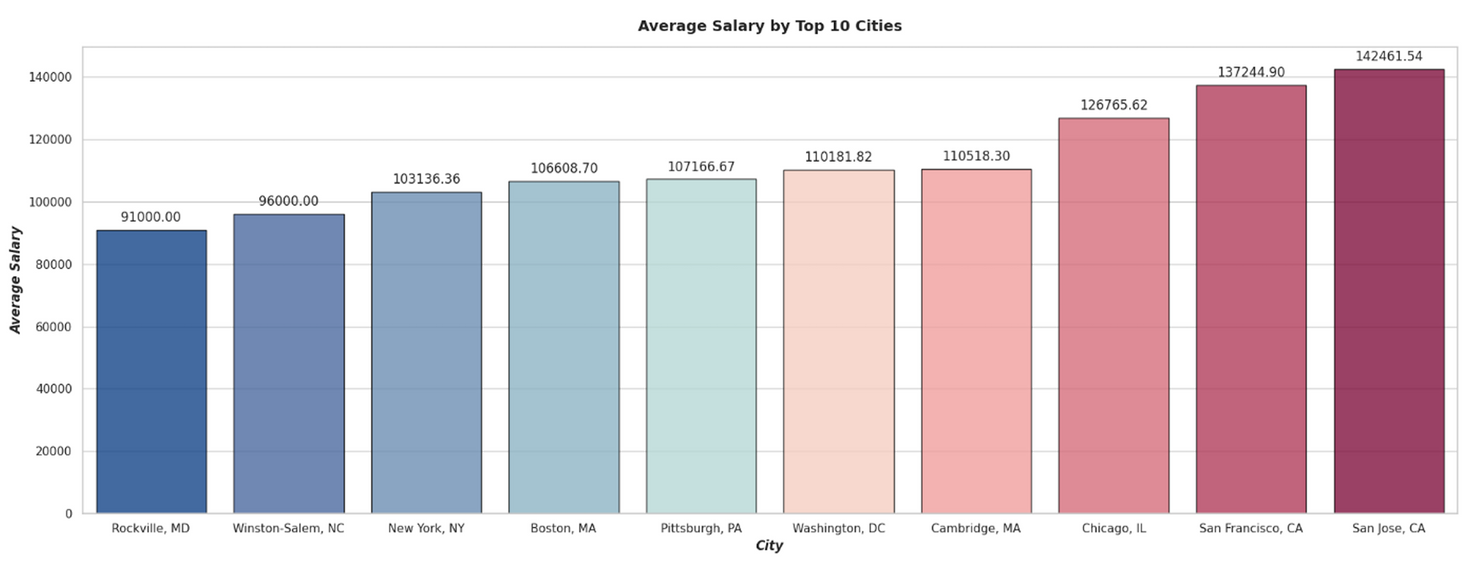 Average Salary by Top 10 Cities
142461.54
140000
137244.90
126765.62
120000
106608.70
107166.67
110181.82
110518.30
103136.36
100000
96000.00
91000.00
80000
60000
40000
20000
0
Average Salary
Rockville, MD
Winston-Salem, NC
New York, NY
Boston, MA
Pittsburgh, PA
Washington, DC
Cambridge, MA
Chicago, IL
San Francisco, CA
San Jose, CA
City